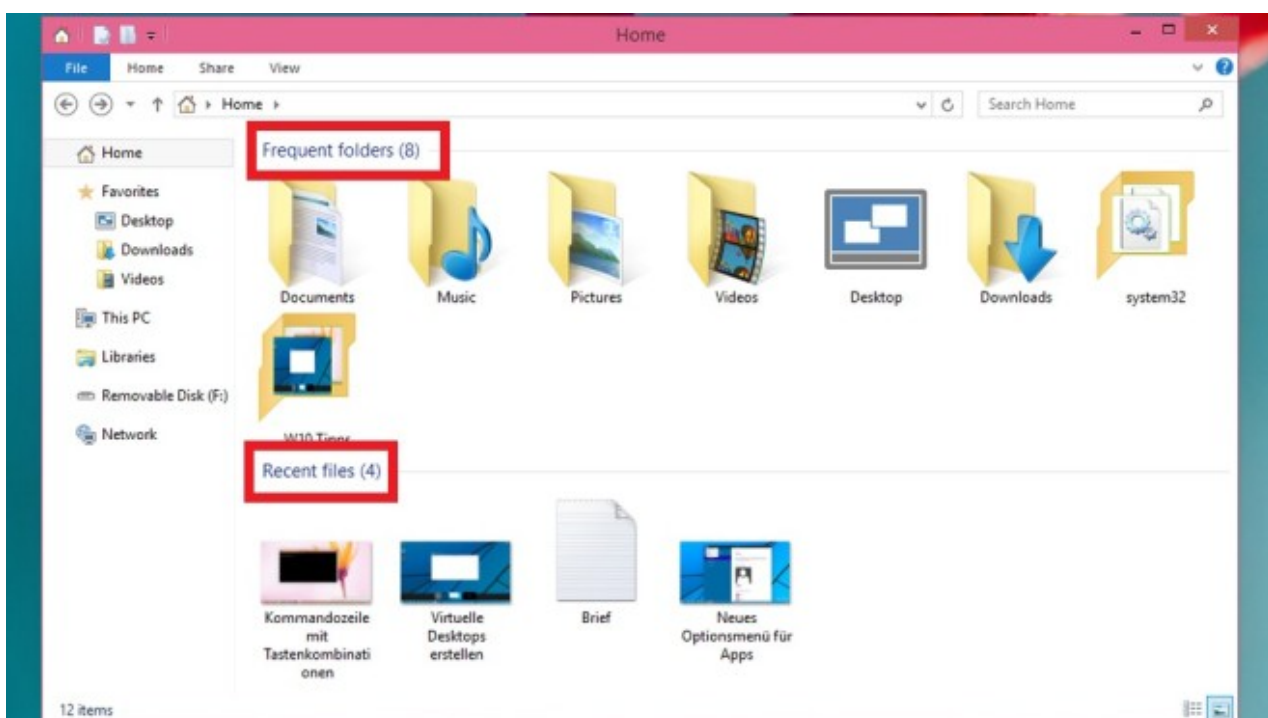 Home
File Home Share View
Home
Search Home
Home
Favorites
Desktop
Downloads
Videos
This PC
Libraries
Removable Disk (F:)
Network
Frequent folders (8)
Documents Music Pictures Videos Desktop Downloads system32
W10 Tipps
Recent files (4)
Kommandozeile
mit
Tastenkombinati
onen
Virtuelle
Desktops
erstellen
Brief
Neues
Optionsmenü für
Apps
12 items